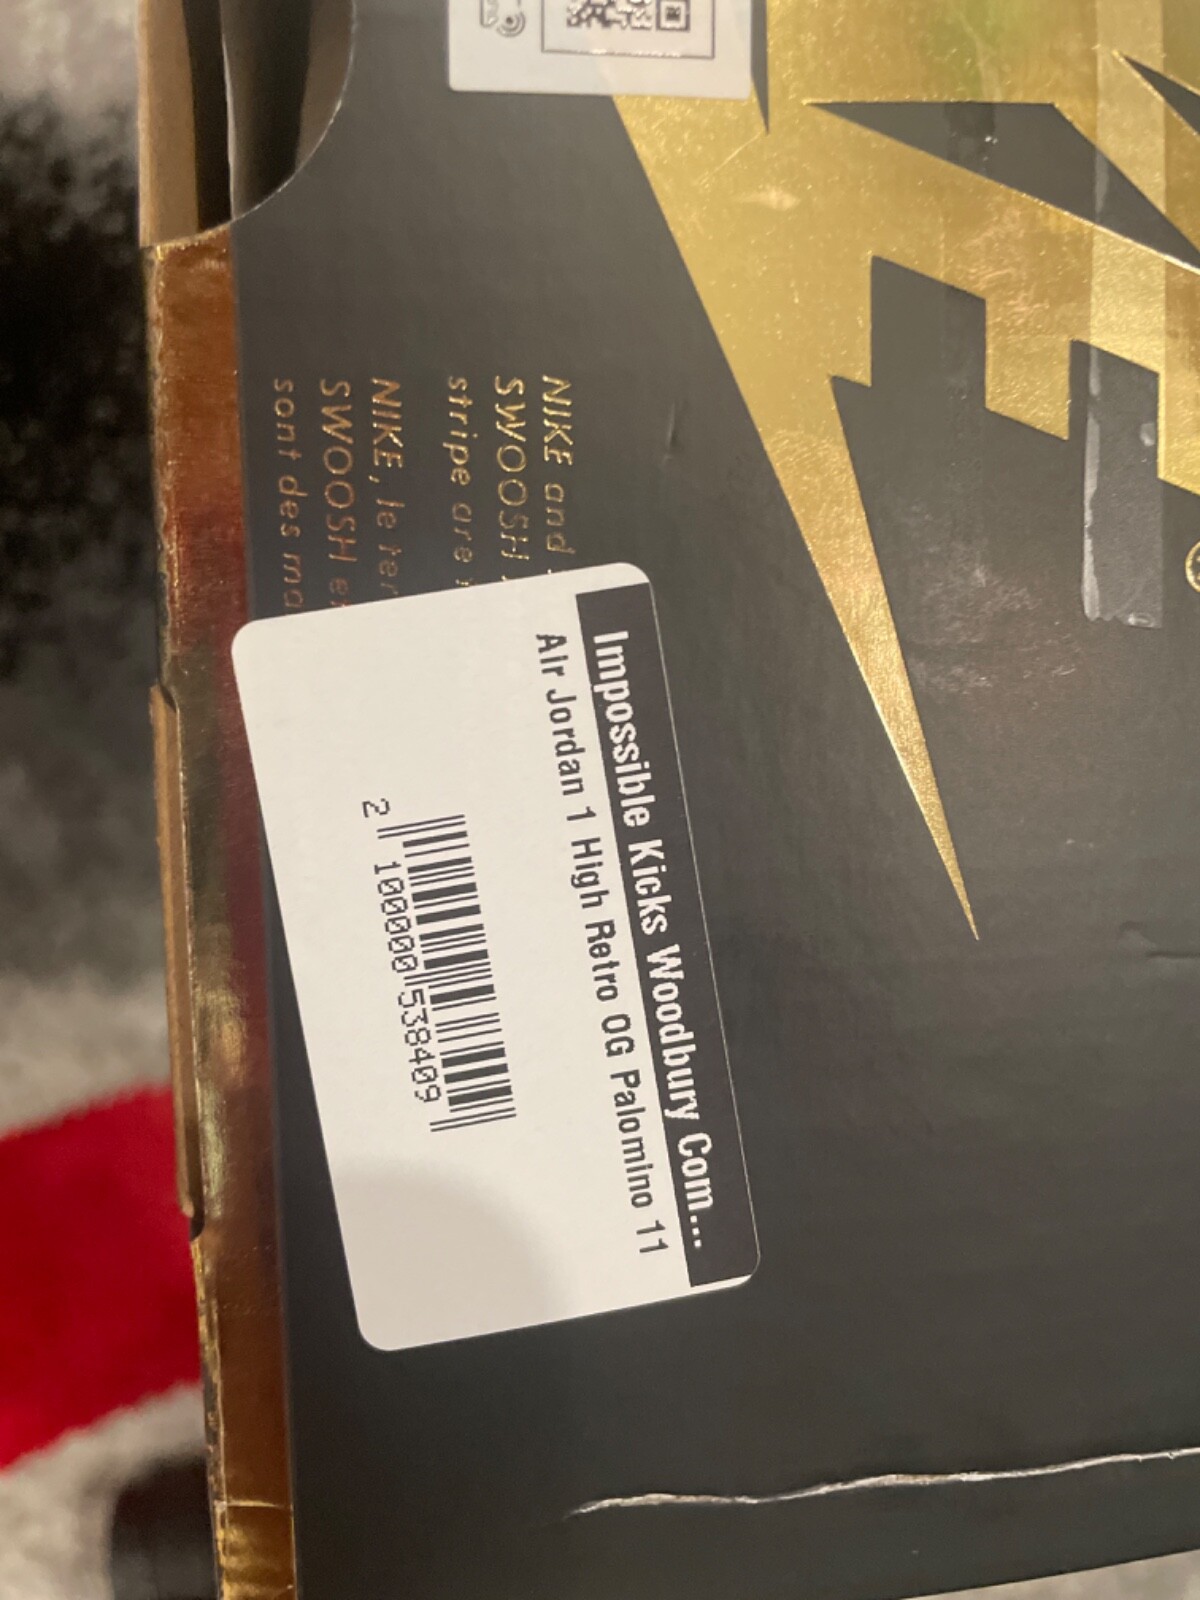 Impossible Kicks Woodbury Com...
Air Jordan 1 High Retro OG Palomino 11
2 100000 538409
NIKE and
SWOOSH
stripe are
NIKE, le
SWOOSH
sont des
®